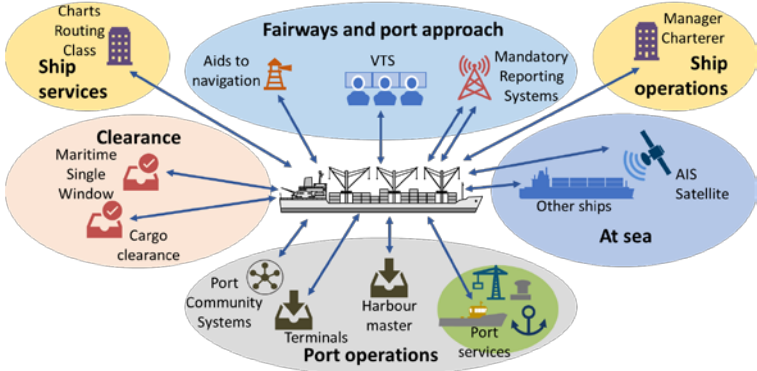 Charts
Routing
Class
Ship
services
Fairways and port approach
Aids to
navigation
VTS
Mandatory
Reporting
Systems
Manager
Charterer
Ship
operations
Clearance
Maritime
Single
Window
Cargo
clearance
AIS
Satellite
Other ships
At sea
Port
Community
Systems
Terminals
Harbour
master
Port
services
Port operations